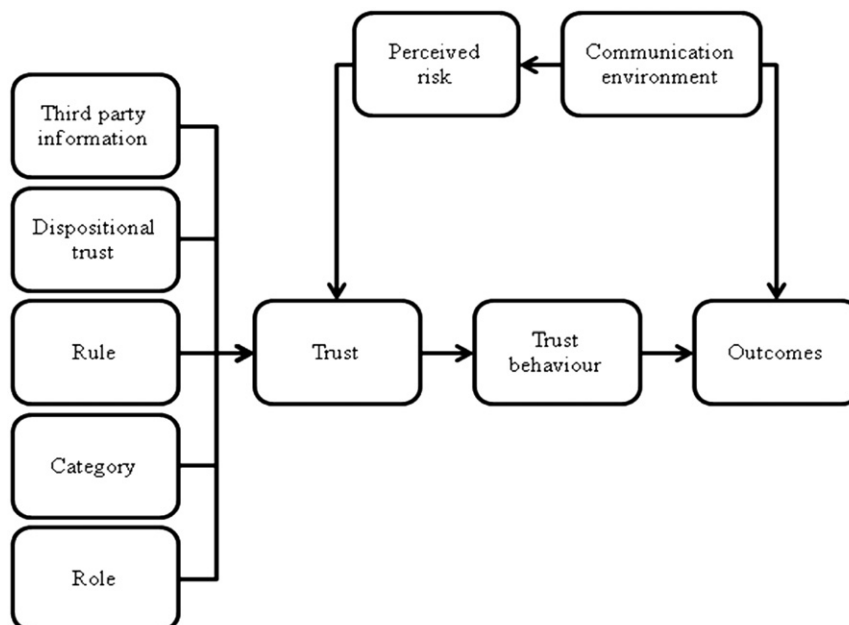 Perceived
risk
Communication
environment
Third party
information
Dispositional
trust
Rule
Trust
Trust
behaviour
Outcomes
Category
Role